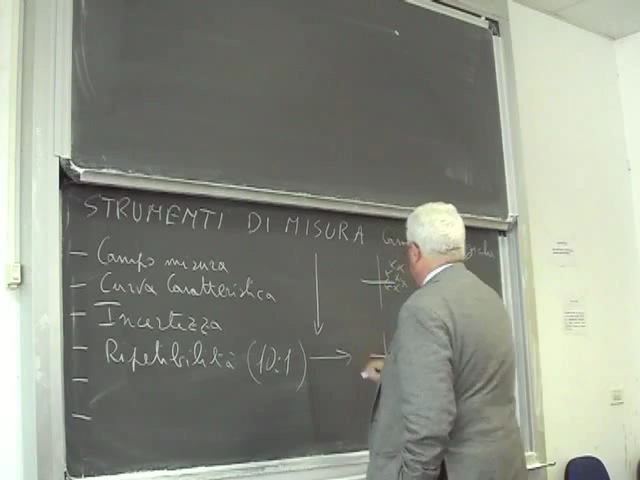 STRUMENTI DI MISURA
— Campo misura
— Curva Caratteristica
— Incertezza
— Ripetibilità (10:1)